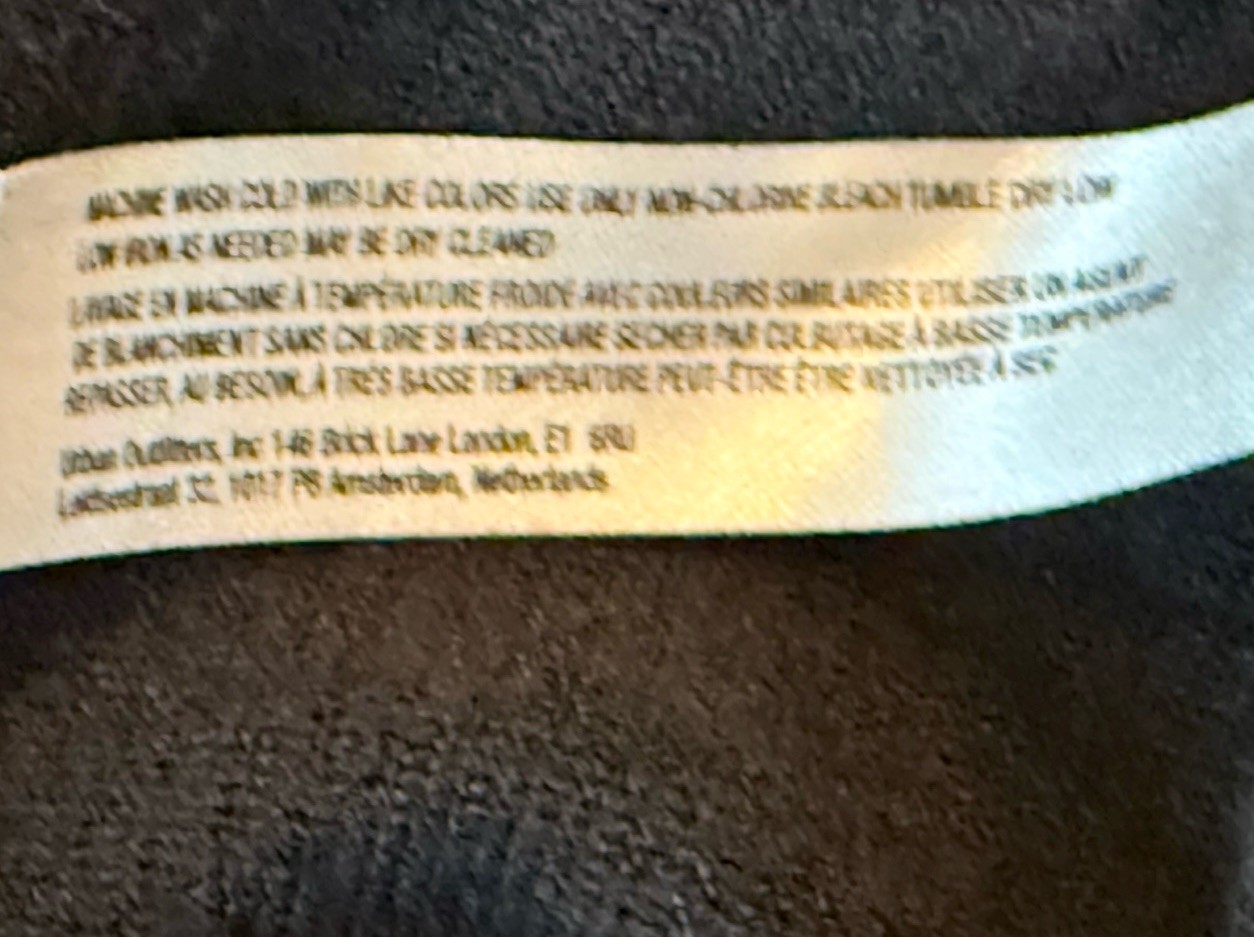 MACHINE WASH COLD WITH LIKE COLORS USE ONLY NON-CHLORINE BLEACH TUMBLE DRY LOW
LOW IRON AS NEEDED MAY BE DRY CLEANED
LAVAGE EN MACHINE À TEMPÉRATURE FROIDE AVEC COULEURS SIMILAIRES UTILISER UN AGENT
DE BLANCHIMENT SANS CHLORE SI NÉCESSAIRE SECHER PAR CULBUTAGE À BASSE TEMPERATURE
REPASSER, AU BESOIN, À TRÈS BASSE TEMPÉRATURE PEUT-ÊTRE ÊTRE NETTOYÉE À SEC
Urban Outfitters, Inc 146 Brick Lane London, E1 6RU
Leidsestraat 32, 1017 PB Amsterdam, Netherlands